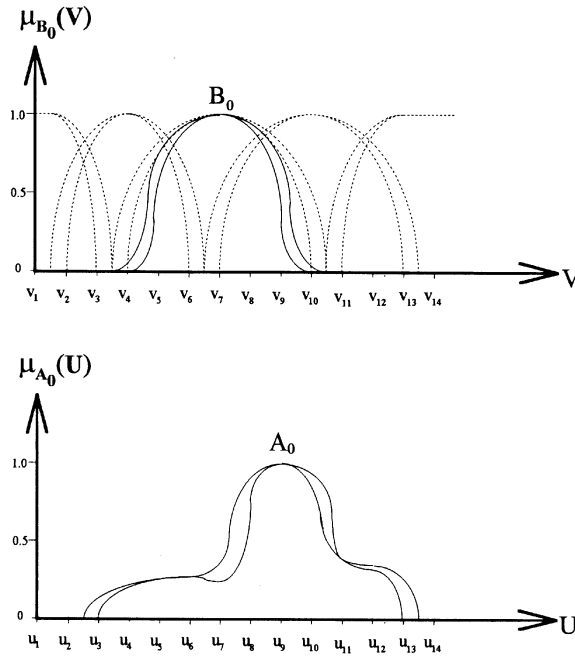 μB₀(V)
B₀
1.0
0.5
0
v₁ v₂ v₃ v₄ v₅ v₆ v₇ v₈ v₉ v₁₀ v₁₁ v₁₂ v₁₃ v₁₄
V
μA₀(U)
A₀
1.0
0.5
0
u₁ u₂ u₃ u₄ u₅ u₆ u₇ u₈ u₉ u₁₀ u₁₁ u₁₂ u₁₃ u₁₄
U